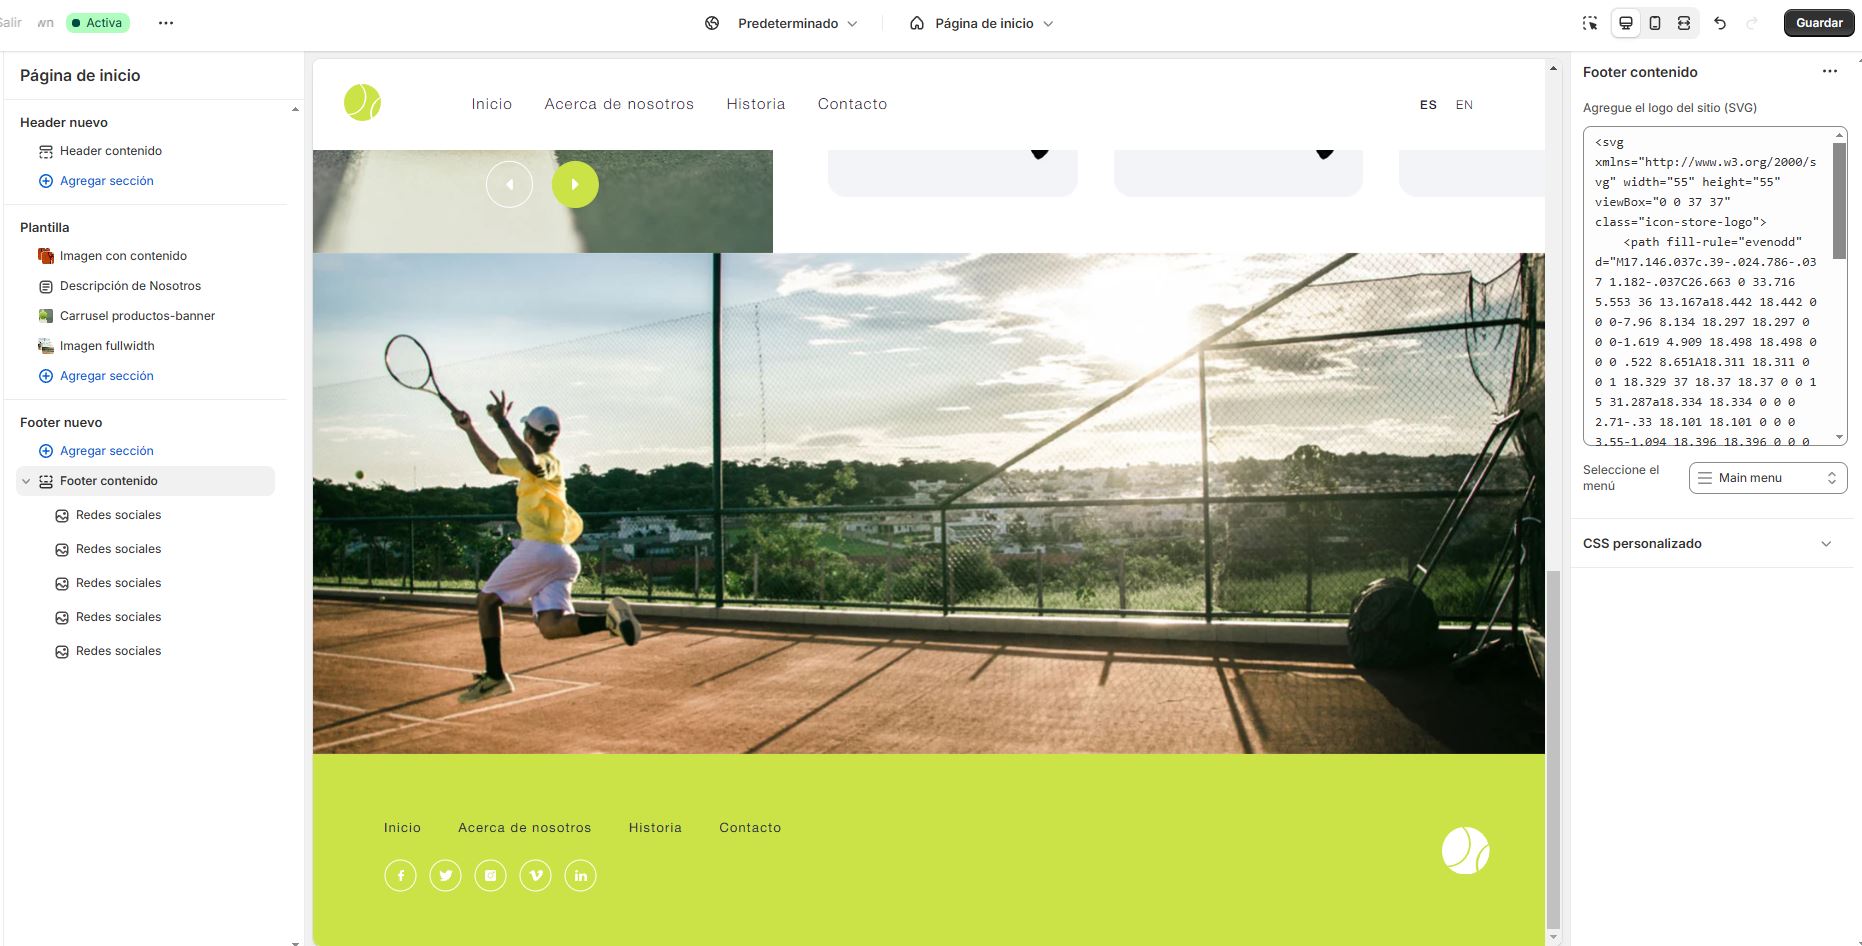 Salir
wn
Activa
Predeterminado
Página de inicio
Guardar
Página de inicio
Header nuevo
Header contenido
Agregar sección
Plantilla
Imagen con contenido
Descripción de Nosotros
Carrusel productos-banner
Imagen fullwidth
Agregar sección
Footer nuevo
Agregar sección
Footer contenido
Redes sociales
Redes sociales
Redes sociales
Redes sociales
Redes sociales
Inicio Acerca de nosotros Historia Contacto
ES EN
Inicio Acerca de nosotros Historia Contacto
Footer contenido
Agregue el logo del sitio (SVG)
<svg
xmlns="http://www.w3.org/2000/s
vg" width="55" height="55"
viewBox="0 0 37 37"
class="icon-store-logo">
<path fill-rule="evenodd"
d="M17.146.037c.39-.024.786-.03
7 1.182-.037C26.663 0 33.716
5.553 36 13.167a18.442 18.442 0
0 0-7.96 8.134 18.297 18.297 0
0 0-1.619 4.909 18.498 18.498 0
0 0 .522 8.651A18.311 18.311 0
0 1 18.329 37 18.37 18.37 0 0 1
5 31.287a18.334 18.334 0 0 0
2.71-.33 18.101 18.101 0 0 0
3.55-1.094 18.396 18.396 0 0 0
Seleccione el
menú
Main menu
CSS personalizado